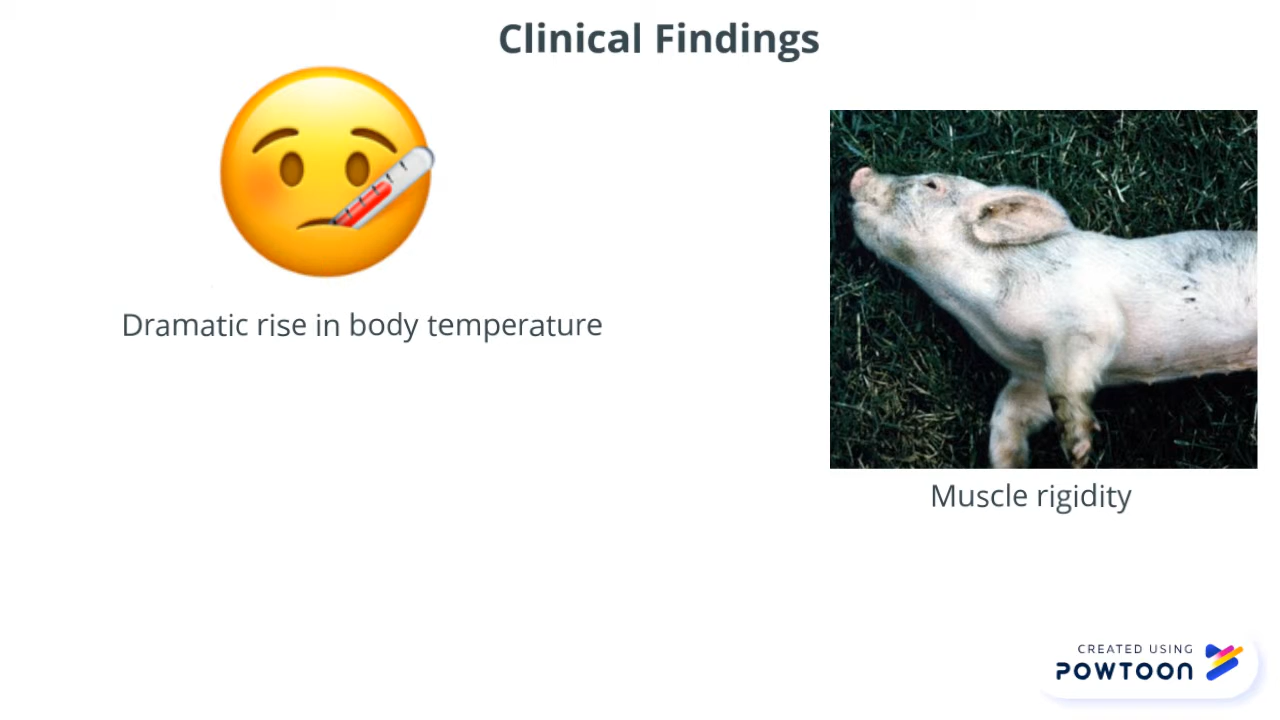 Clinical Findings
Dramatic rise in body temperature
Muscle rigidity
CREATED USING
POWTOON